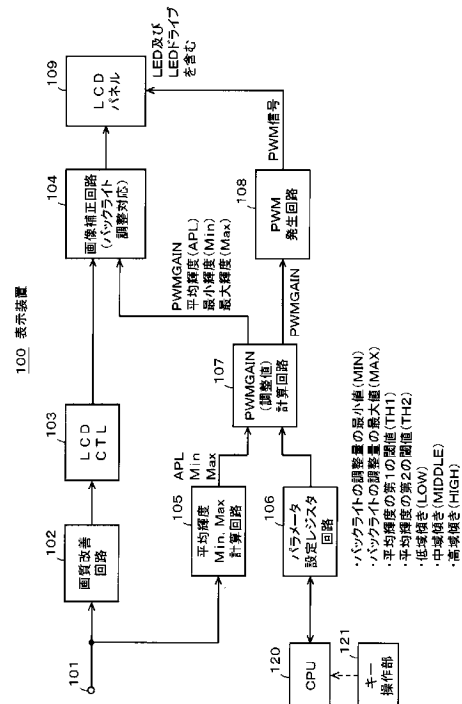 100 表示装置
101
102
画質改善
回路
103
LCD
CTL
104
画像補正回路
(バックライト
調整対応)
109
LCD
パネル
LED及び
LEDドライブ
を含む
105
平均輝度
Min, Max
計算回路
APL
Min
Max
106
パラメータ
設定レジスタ
回路
107
PWMGAIN
(調整値)
計算回路
PWMGAIN
平均輝度(APL)
最小輝度(Min)
最大輝度(Max)
PWMGAIN
108
PWM
発生回路
PWM信号
120
CPU
121
キー
操作部
・バックライトの調整量の最小値(MIN)
・バックライトの調整量の最大値(MAX)
・平均輝度の第1の閾値(TH1)
・平均輝度の第2の閾値(TH2)
・低域傾き(LOW)
・中域傾き(MIDDLE)
・高域傾き(HIGH)